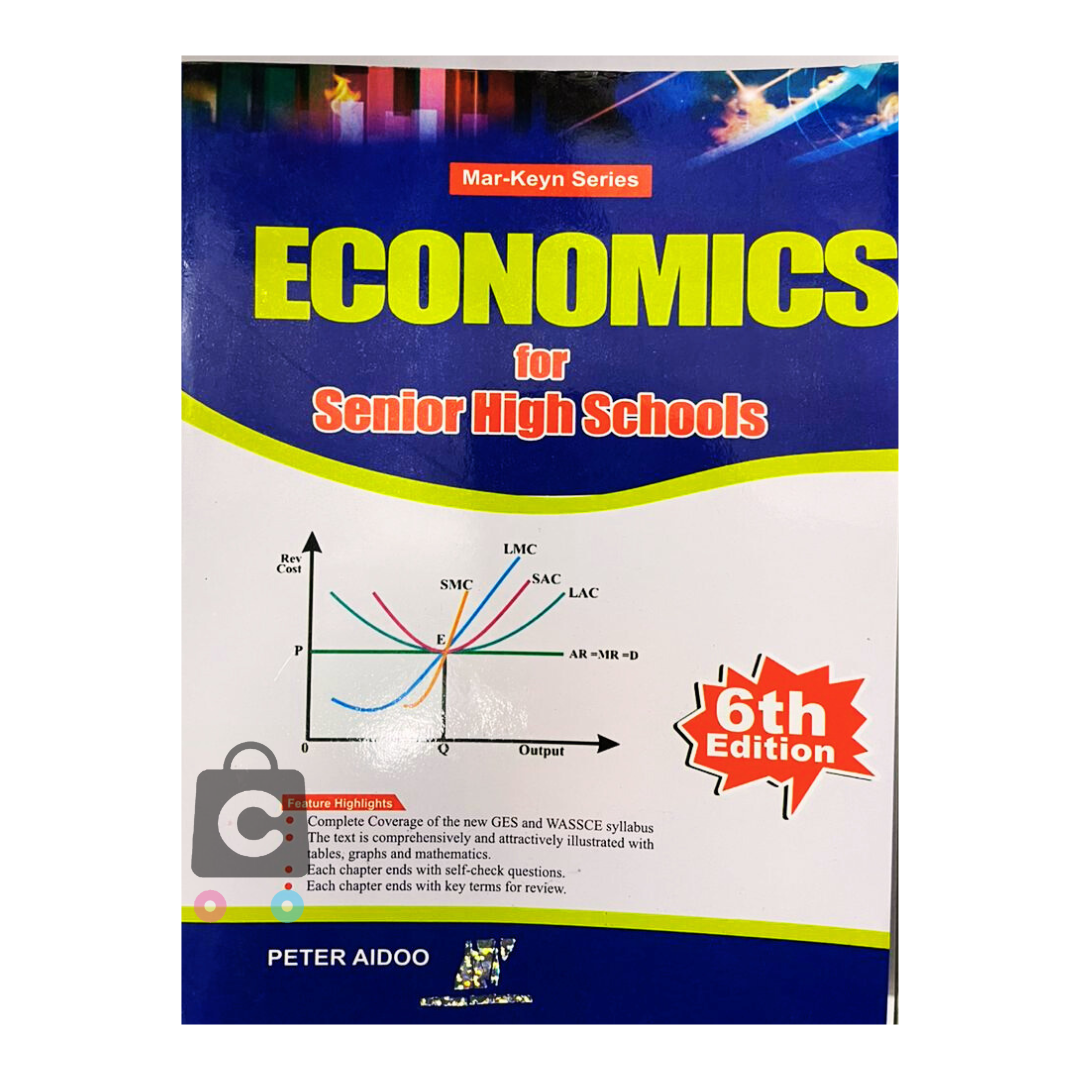 Mar-Keyn Series
ECONOMICS
for
Senior High Schools
Rev
Cost
LMC
SMC
SAC
LAC
E
P
AR =MR =D
0
Q
Output
6th
Edition
C
Feature Highlights
• Complete Coverage of the new GES and WASSCE syllabus
• The text is comprehensively and attractively illustrated with
tables, graphs and mathematics.
• Each chapter ends with self-check questions.
• Each chapter ends with key terms for review.
PETER AIDOO